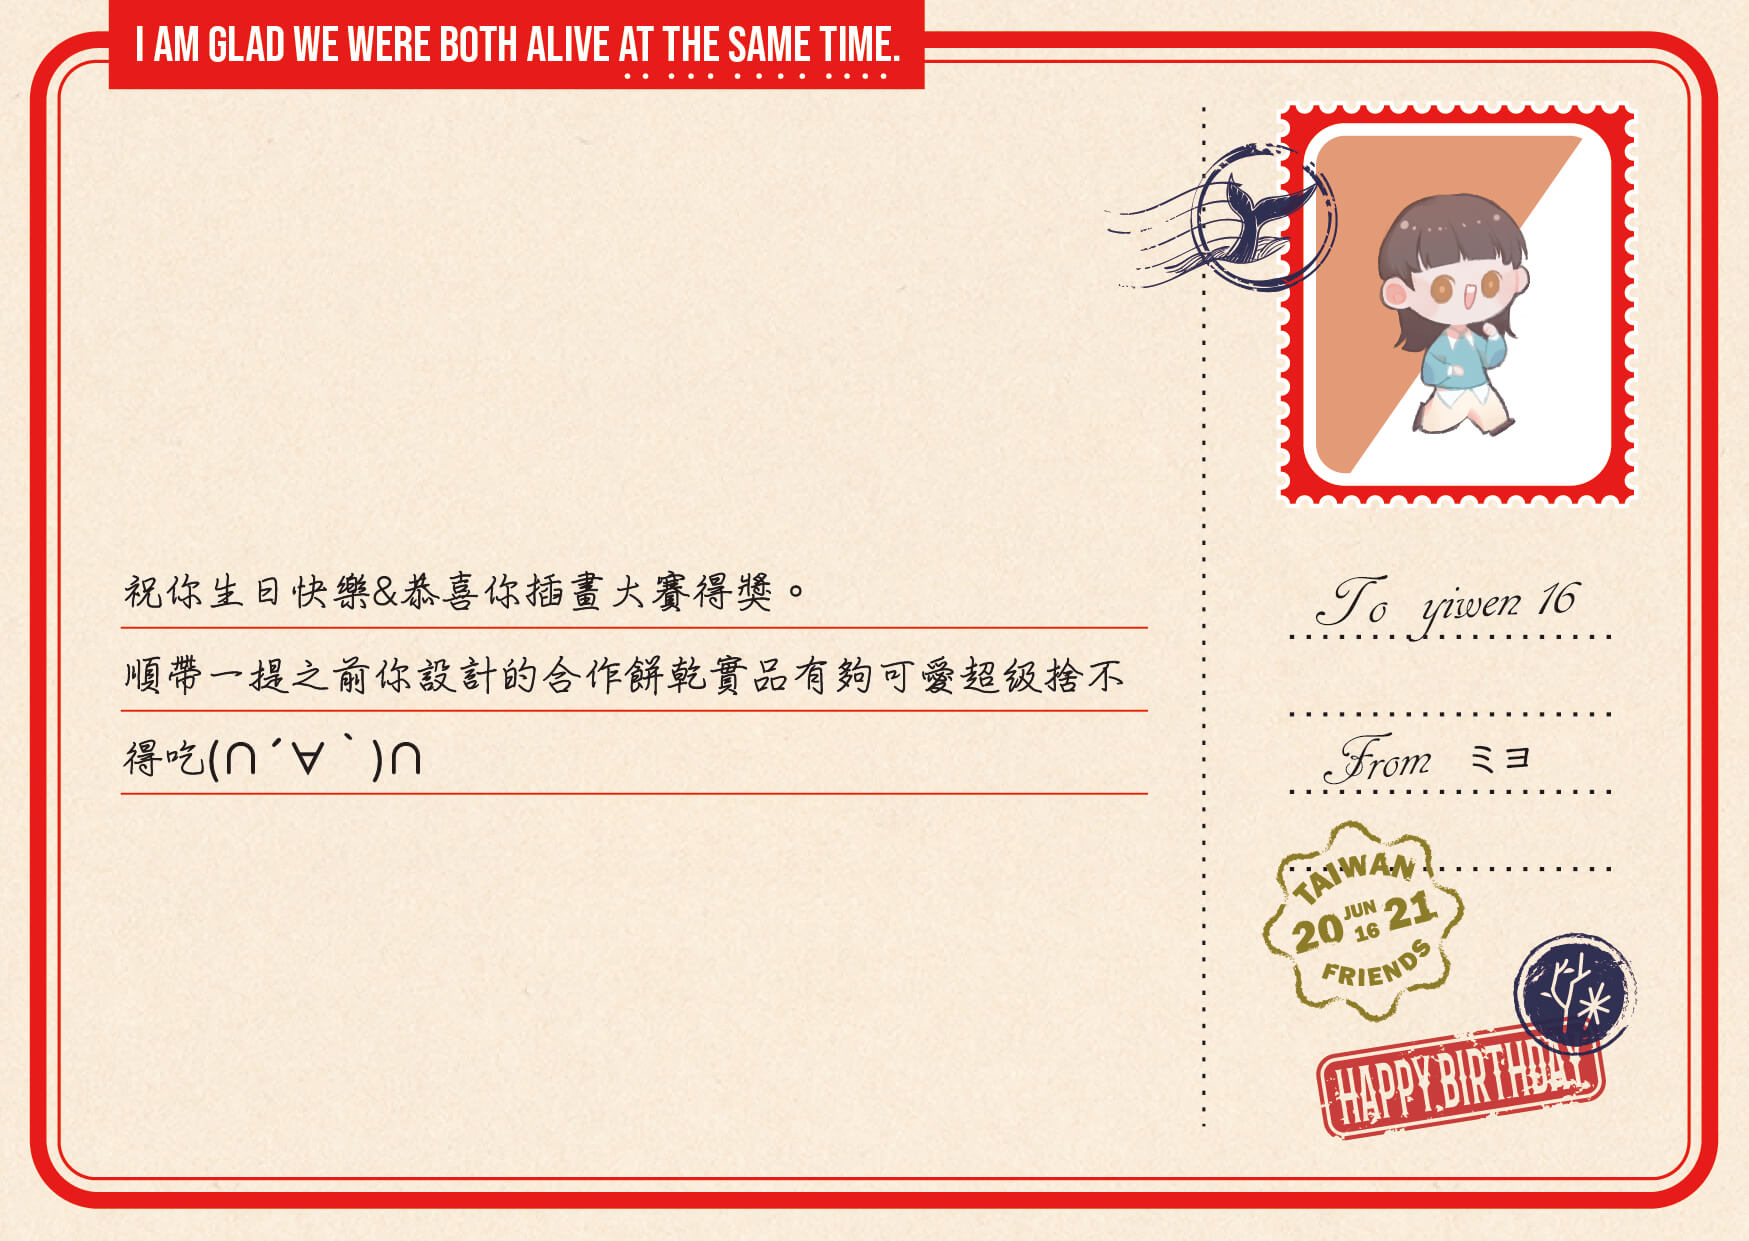 I AM GLAD WE WERE BOTH ALIVE AT THE SAME TIME.
祝你生日快樂&恭喜你插畫大賽得獎。
順帶一提之前你設計的合作餅乾實品有夠可愛超級捨不
得吃(∩´∀｀)∩
To yiwen 16
From ミヨ
TAIWAN
20 JUN 16 21
FRIENDS
HAPPY BIRTHDAY